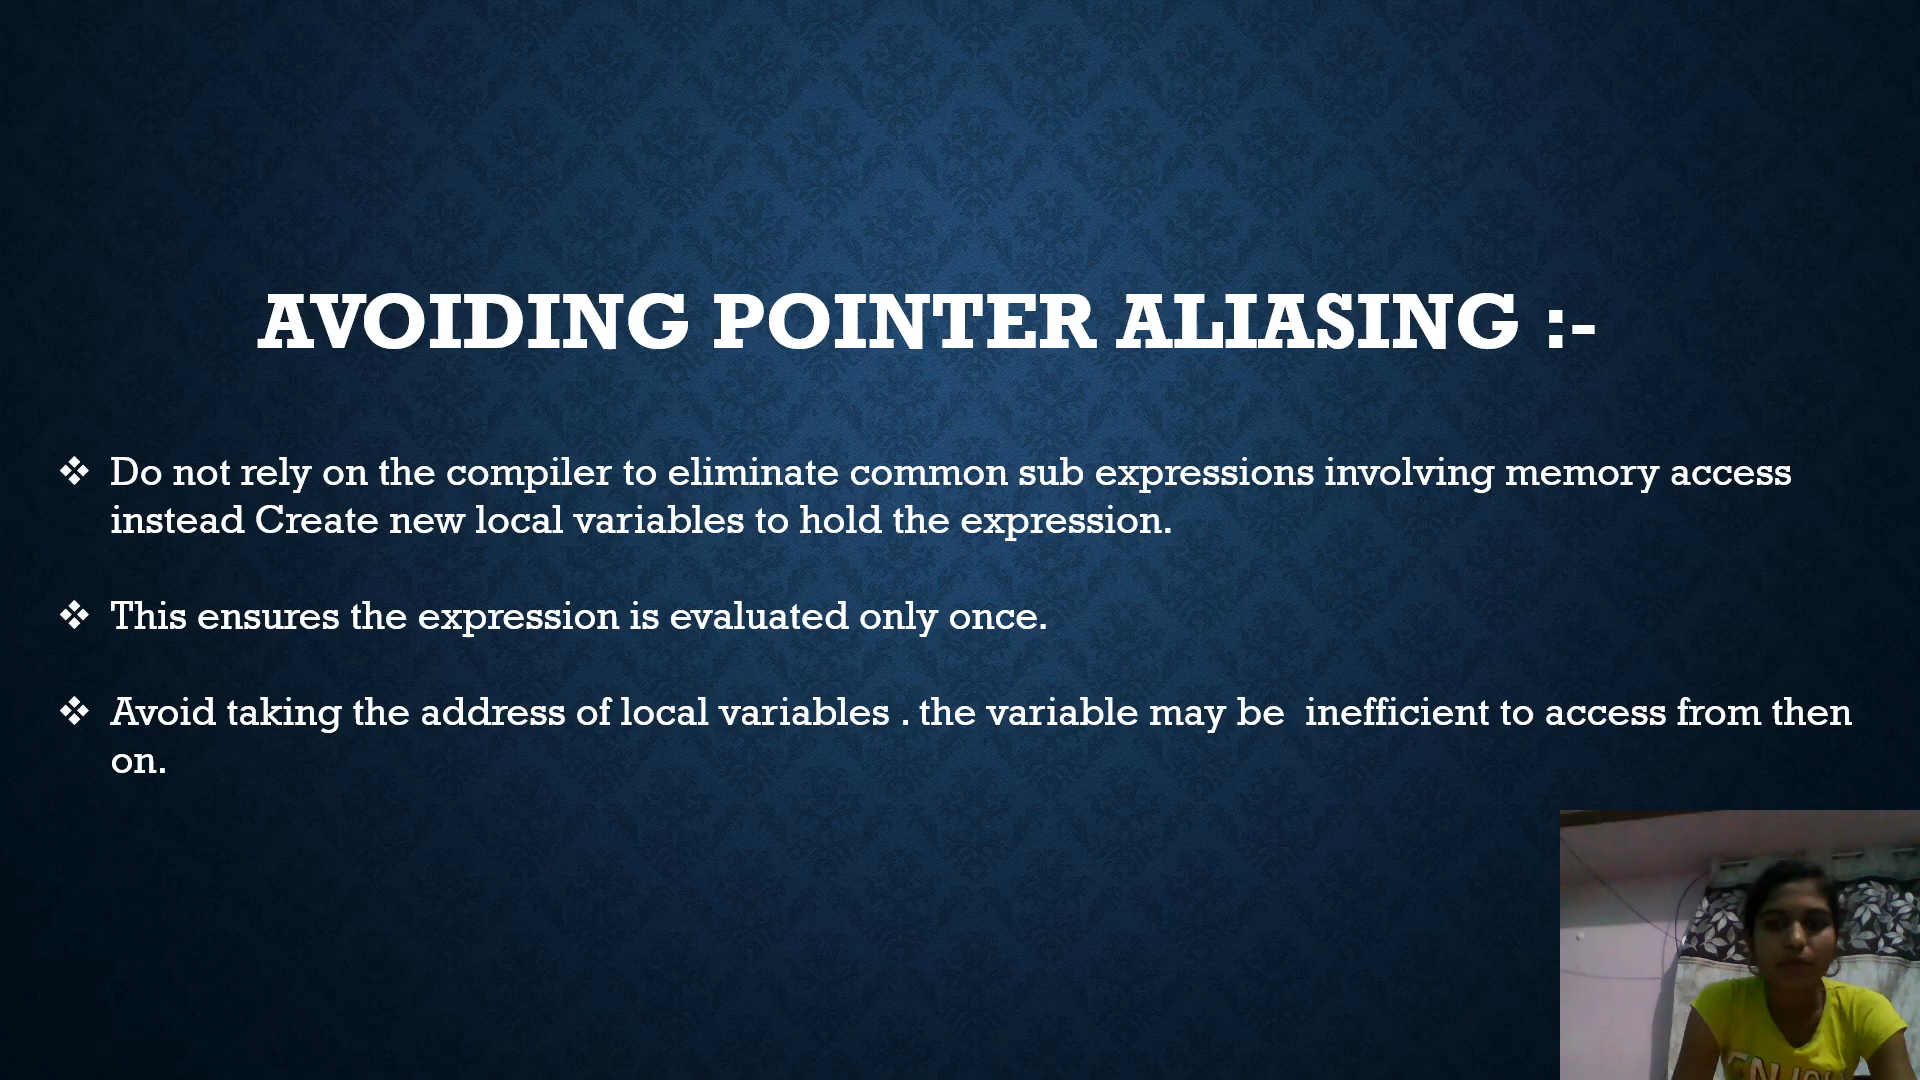 AVOIDING POINTER ALIASING :-
❖ Do not rely on the compiler to eliminate common sub expressions involving memory access
instead Create new local variables to hold the expression.
❖ This ensures the expression is evaluated only once.
❖ Avoid taking the address of local variables . the variable may be  inefficient to access from then
on.